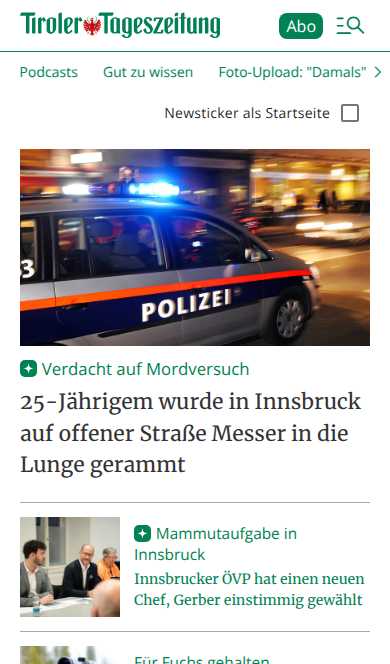 Tiroler Tageszeitung
Abo
Podcasts Gut zu wissen Foto-Upload: "Damals"
Newsticker als Startseite
3
POLIZEI
Verdacht auf Mordversuch
25-Jährigem wurde in Innsbruck
auf offener Straße Messer in die
Lunge gerammt
Mammutaufgabe in
Innsbruck
Innsbrucker ÖVP hat einen neuen
Chef, Gerber einstimmig gewählt
Für Fuchs gehalten